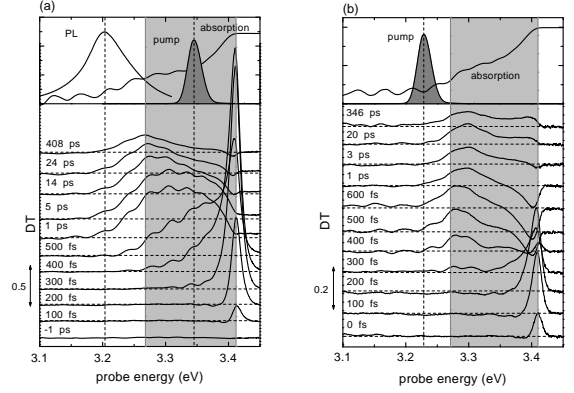 (a)
PL
pump
absorption
408 ps
24 ps
14 ps
5 ps
1 ps
500 fs
400 fs
300 fs
200 fs
100 fs
-1 ps
DT
0.5
3.1 3.2 3.3 3.4
probe energy (eV)
(b)
pump
absorption
346 ps
20 ps
3 ps
1 ps
600 fs
500 fs
400 fs
300 fs
200 fs
100 fs
0 fs
DT
0.2
3.1 3.2 3.3 3.4
probe energy (eV)